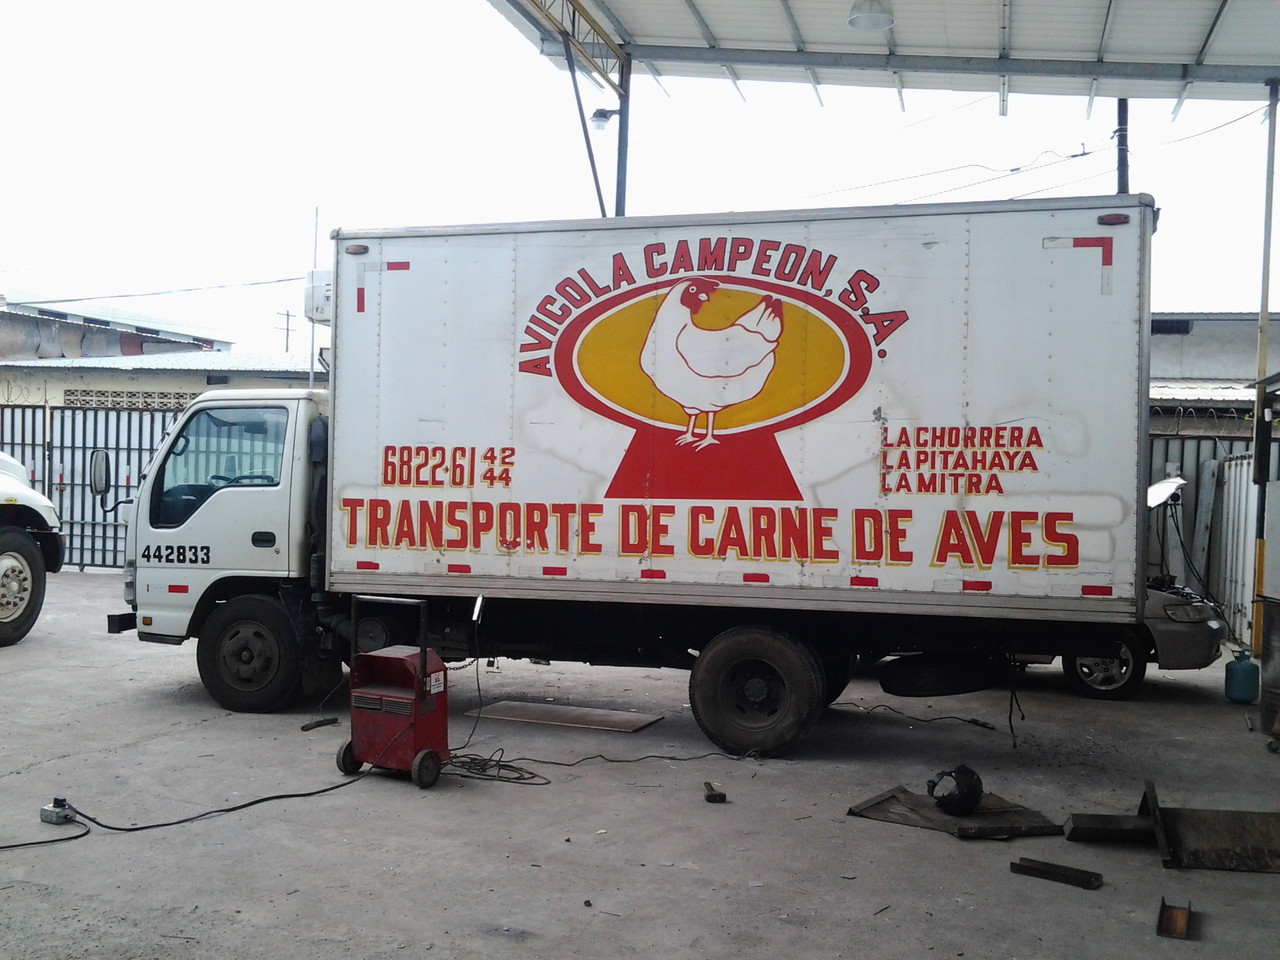 AVICOLA CAMPEON, S.A.
LA CHORRERA
LA PITAHAYA
LA MITRA
6822-61 42
44
TRANSPORTE DE CARNE DE AVES
442833